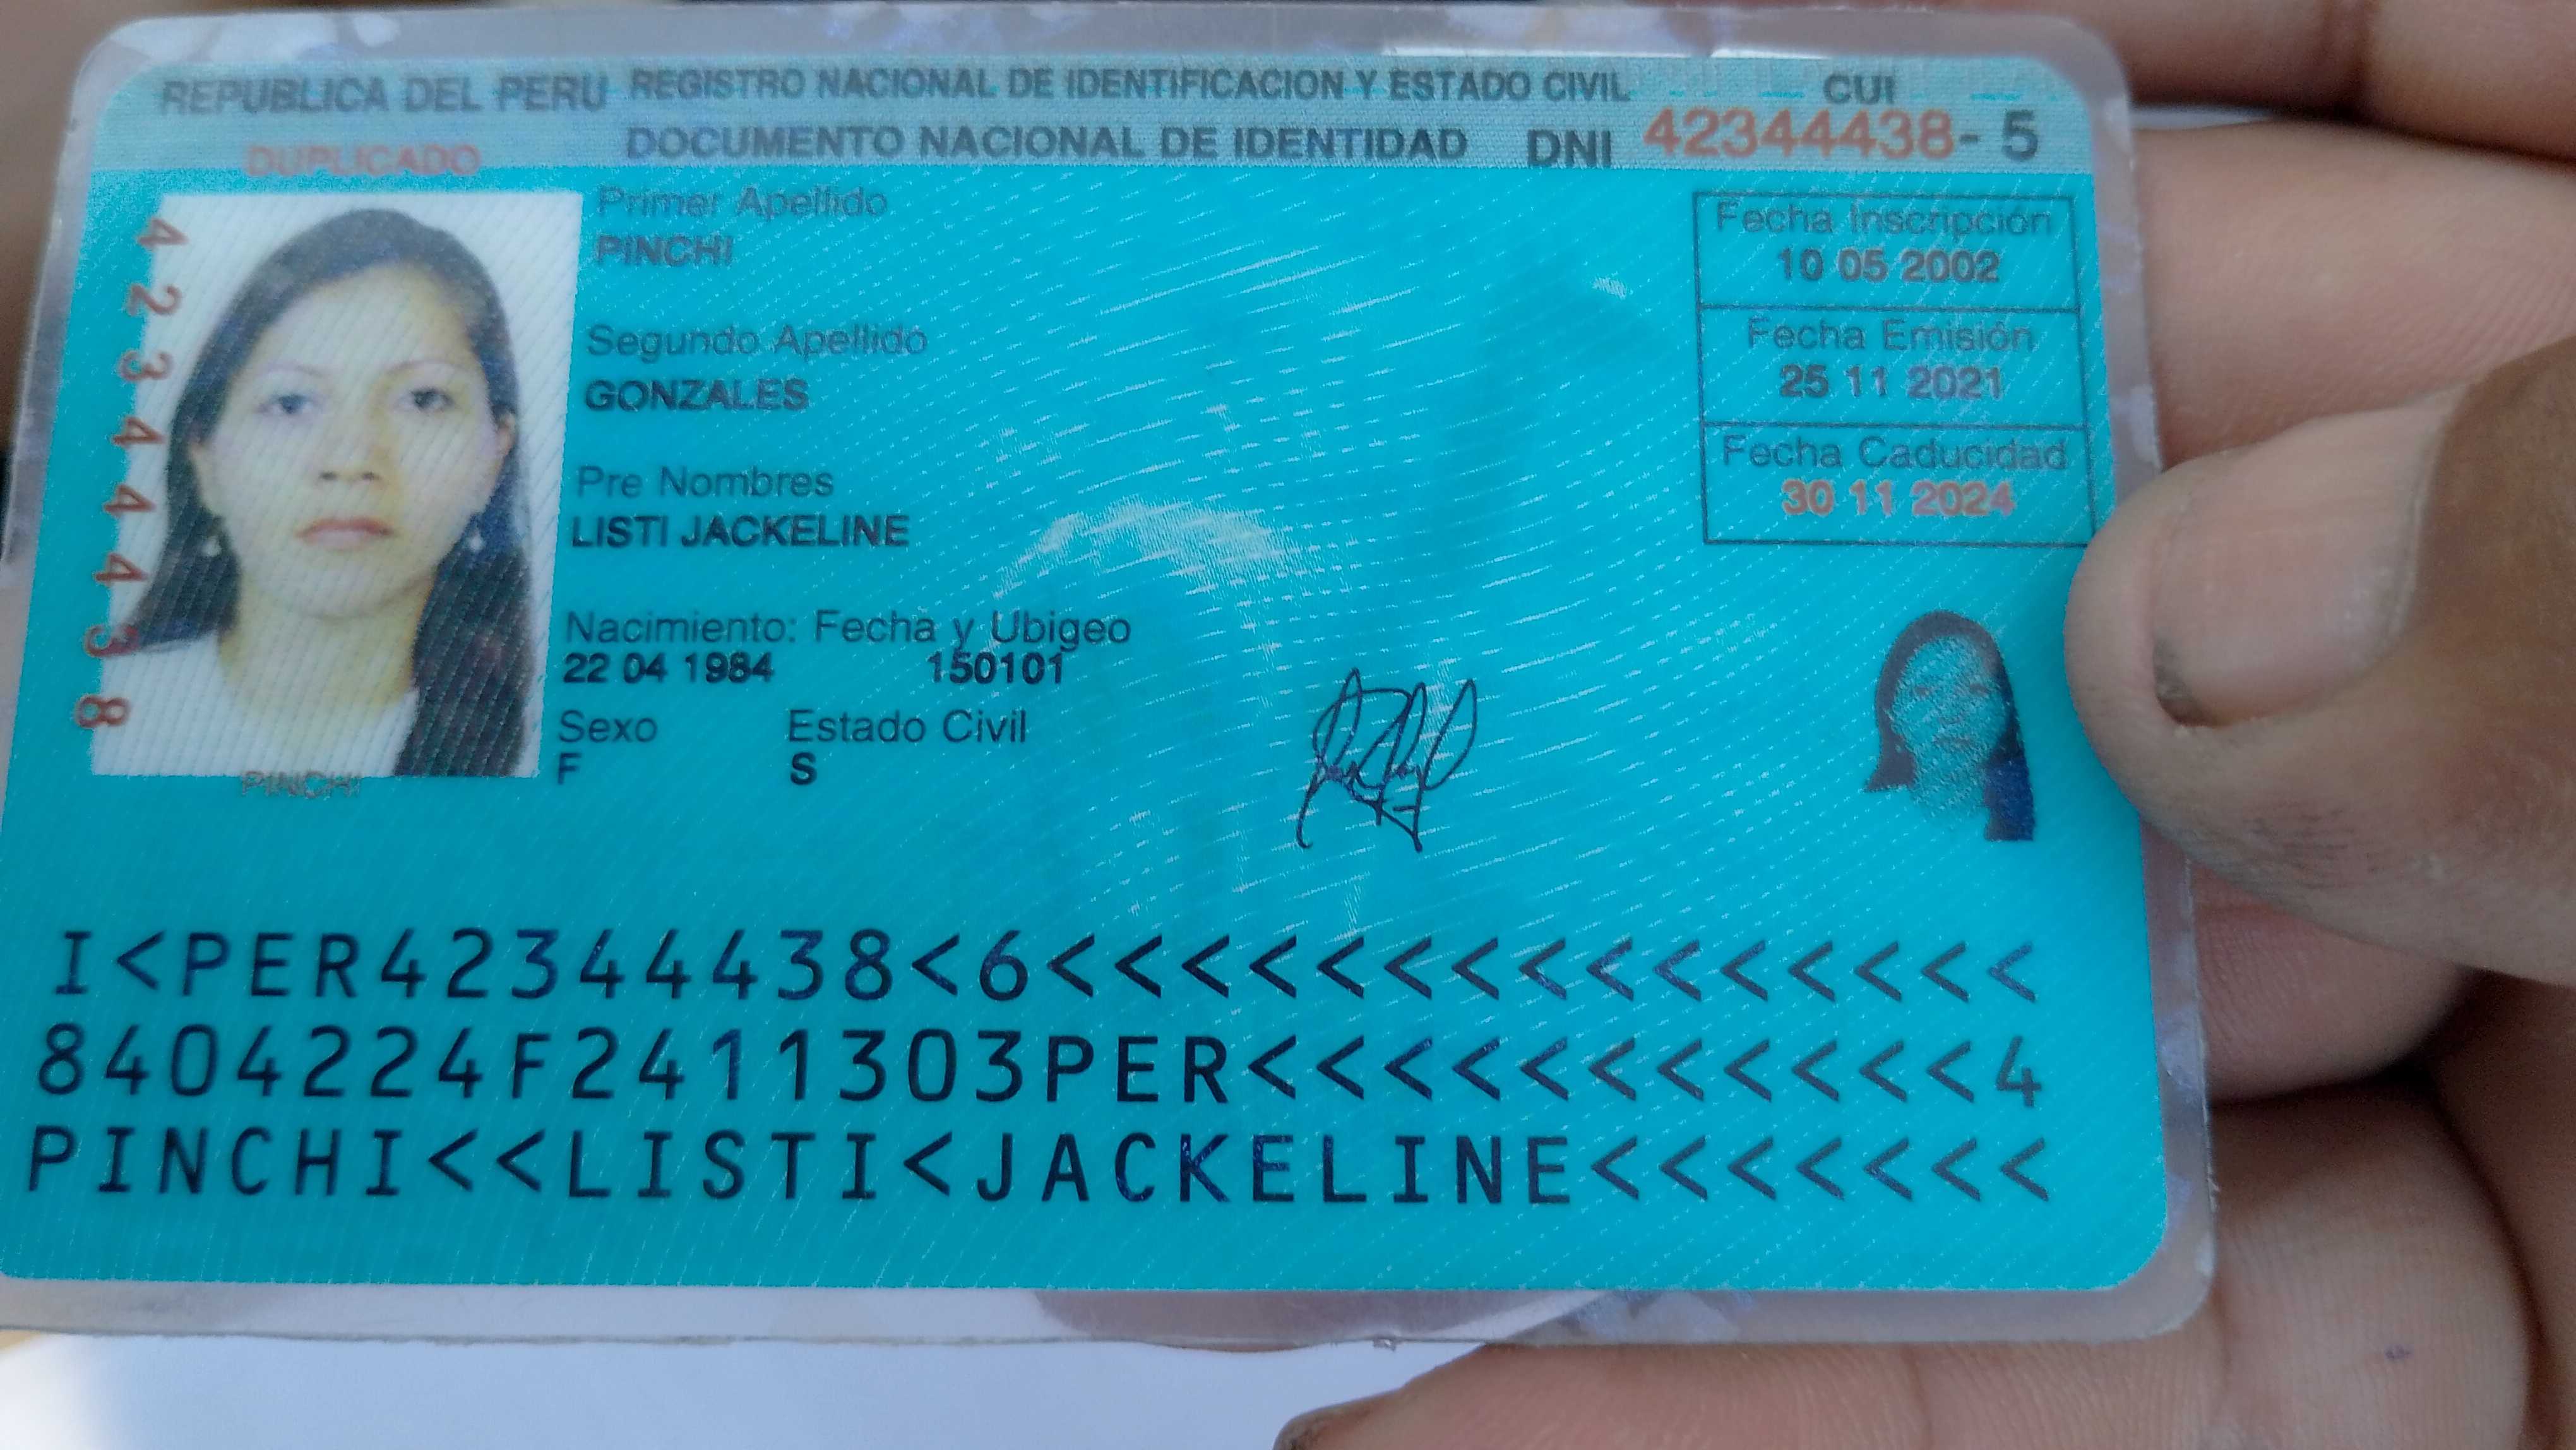 REPUBLICA DEL PERU REGISTRO NACIONAL DE IDENTIFICACION Y ESTADO CIVIL CUI
DUPLICADO DOCUMENTO NACIONAL DE IDENTIDAD DNI 42344438- 5
42344438
PINCHI
Primer Apellido
PINCHI
Segundo Apellido
GONZALES
Pre Nombres
LISTI JACKELINE
Nacimiento: Fecha y Ubigeo
22 04 1984 150101
Sexo Estado Civil
F S
Fecha Inscripción
10 05 2002
Fecha Emisión
25 11 2021
Fecha Caducidad
30 11 2024
I<PER42344438<6<<<<<<<<<<<<<<<
8404224F2411303PER<<<<<<<<<<<4
PINCHI<<LISTI<JACKELINE<<<<<<<